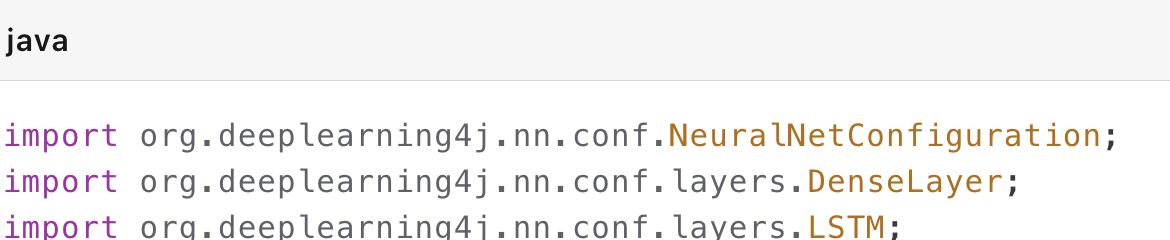 java
import org.deeplearning4j.nn.conf.NeuralNetConfiguration;
import org.deeplearning4j.nn.conf.layers.DenseLayer;
import org.deeplearning4j.nn.conf.layers.LSTM;